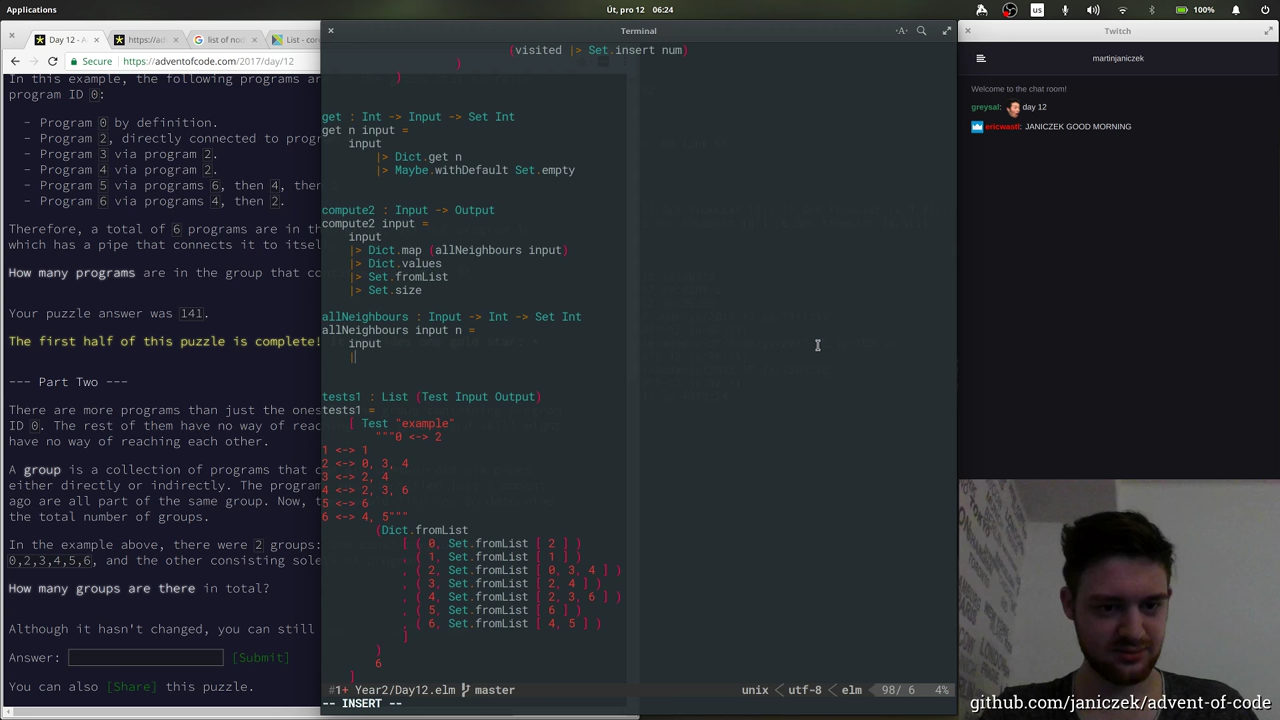 Applications
Út, pro 12 06:24
us
100%
Day 12 - A
https://ad
list of no
List - con
Secure
https://adventofcode.com/2017/day/12
In this example, the following programs are
program ID 0:
- Program 0 by definition.
- Program 2, directly connected to progr
- Program 3 via program 2.
- Program 4 via program 2.
- Program 5 via programs 6, then 4, ther
- Program 6 via programs 4, then 2.
Therefore, a total of 6 programs are in th
which has a pipe that connects it to itsel
How many programs are in the group that co
Your puzzle answer was 141.
The first half of this puzzle is complete!
--- Part Two ---
There are more programs than just the ones
ID 0. The rest of them have no way of reac
have no way of reaching each other.
A group is a collection of programs that c
either directly or indirectly. The program
ago are all part of the same group. Now, t
the total number of groups.
In the example above, there were 2 groups:
0,2,3,4,5,6, and the other consisting sole
How many groups are there in total?
Although it hasn't changed, you can still
Answer:
[Submit]
You can also [Share] this puzzle.
Terminal
(visited |> Set.insert num)
)
)
get : Int -> Input -> Set Int
get n input =
input
|> Dict.get n
|> Maybe.withDefault Set.empty
compute2 : Input -> Output
compute2 input =
input
|> Dict.map (allNeighbours input)
|> Dict.values
|> Set.fromList
|> Set.size
allNeighbours : Input -> Int -> Set Int
allNeighbours input n =
input
|
tests1 : List (Test Input Output)
tests1 =
[ Test "example"
"""0 <-> 2
1 <-> 1
2 <-> 0, 3, 4
3 <-> 2, 4
4 <-> 2, 3, 6
5 <-> 6
6 <-> 4, 5"""
(Dict.fromList
[ ( 0, Set.fromList [ 2 ] )
, ( 1, Set.fromList [ 1 ] )
, ( 2, Set.fromList [ 0, 3, 4 ] )
, ( 3, Set.fromList [ 2, 4 ] )
, ( 4, Set.fromList [ 2, 3, 6 ] )
, ( 5, Set.fromList [ 6 ] )
, ( 6, Set.fromList [ 4, 5 ] )
]
)
6
]
#1+ Year2/Day12.elm master
unix < utf-8 < elm
98/ 6
4%
-- INSERT --
Twitch
martinjaniczek
Welcome to the chat room!
greysal: day 12
ericwastl: JANICZEK GOOD MORNING
github.com/janiczek/advent-of-code